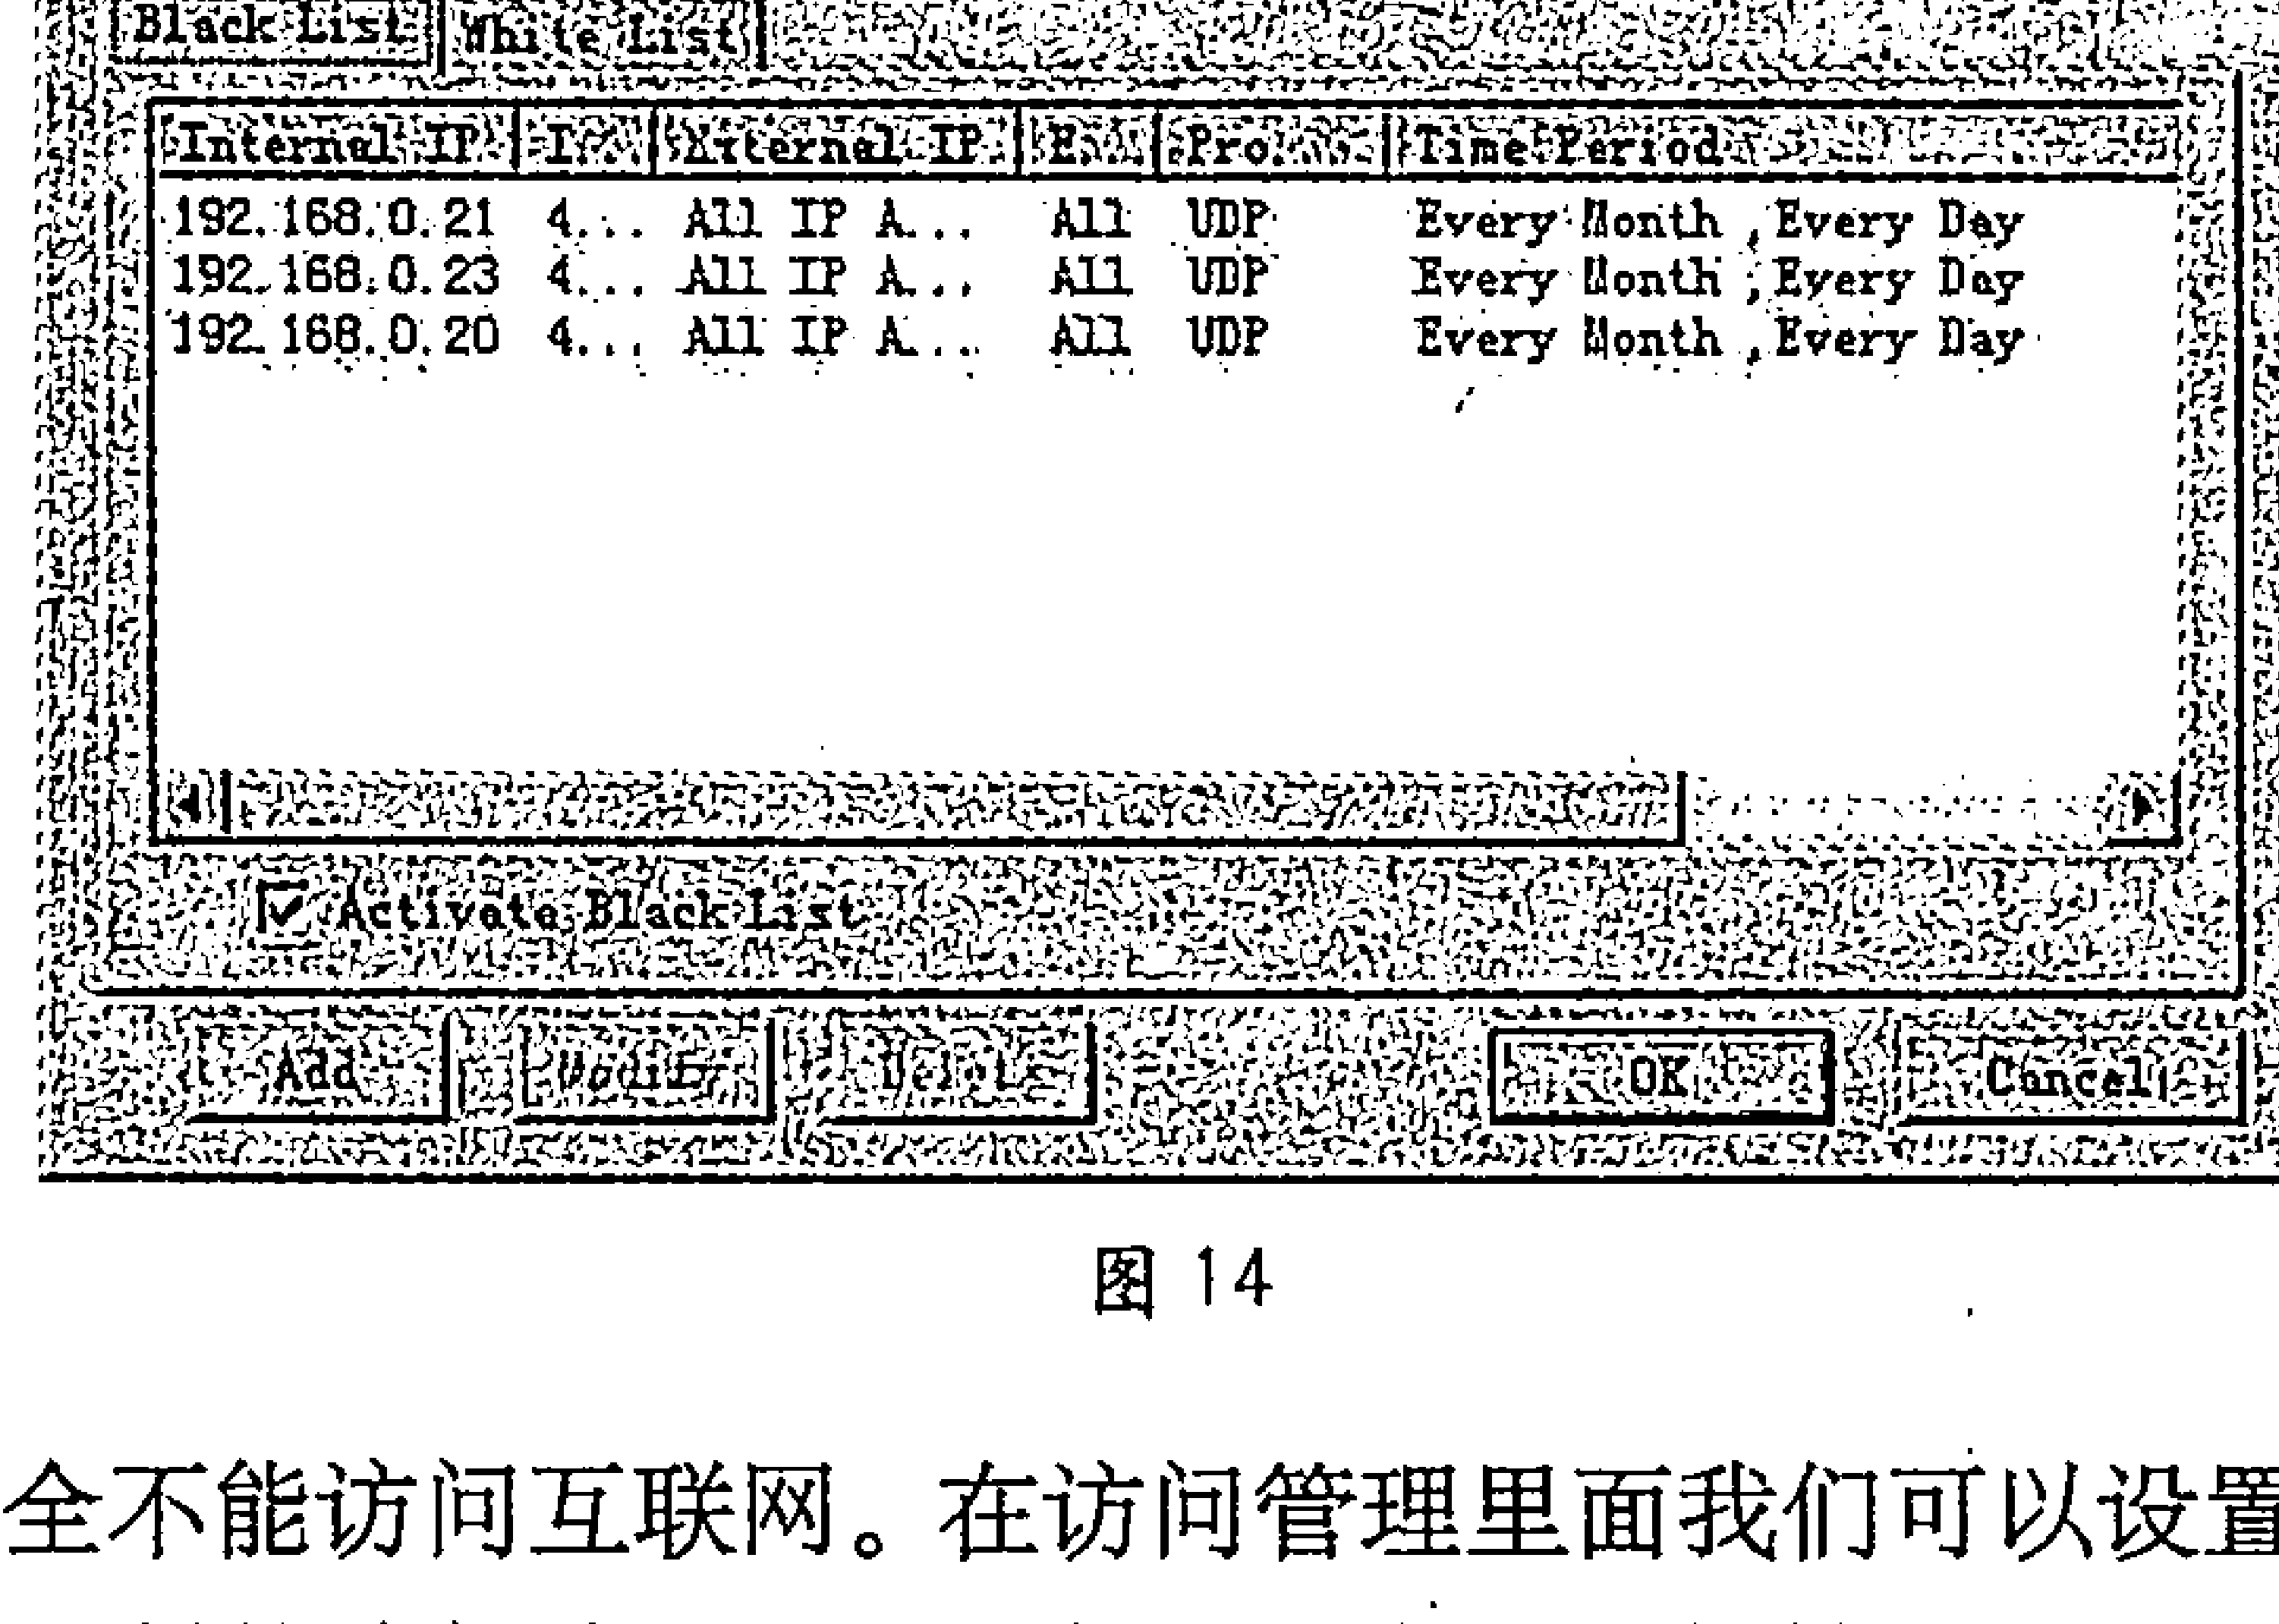 Black List White List
Internal IP I... External IP E... Pro... Time Period
192.168.0.21 4... All IP A... All UDP Every Month ,Every Day
192.168.0.23 4... All IP A... All UDP Every Month ,Every Day
192.168.0.20 4... All IP A... All UDP Every Month ,Every Day
Activate Black List
Add OK Cancel
图 14
全不能访问互联网。在访问管理里面我们可以设置